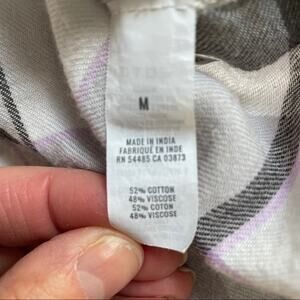 M
MADE IN INDIA
FABRIQUÉ EN INDE
RN 54485 CA 03873
52% COTTON
48% VISCOSE
52% COTON
48% VISCOSE